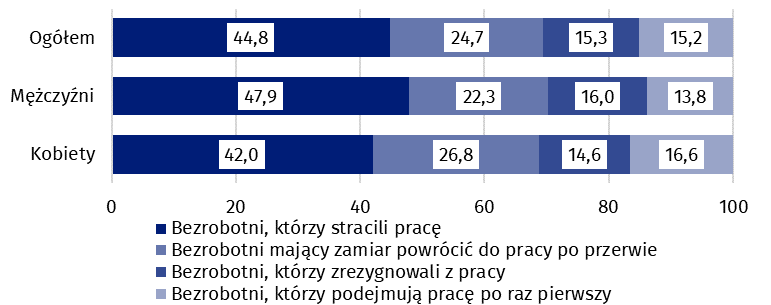 Ogółem 44,8 24,7 15,3 15,2
Mężczyźni 47,9 22,3 16,0 13,8
Kobiety 42,0 26,8 14,6 16,6
0 20 40 60 80 100
Bezrobotni, którzy stracili pracę
Bezrobotni mający zamiar powrócić do pracy po przerwie
Bezrobotni, którzy zrezygnowali z pracy
Bezrobotni, którzy podejmują pracę po raz pierwszy